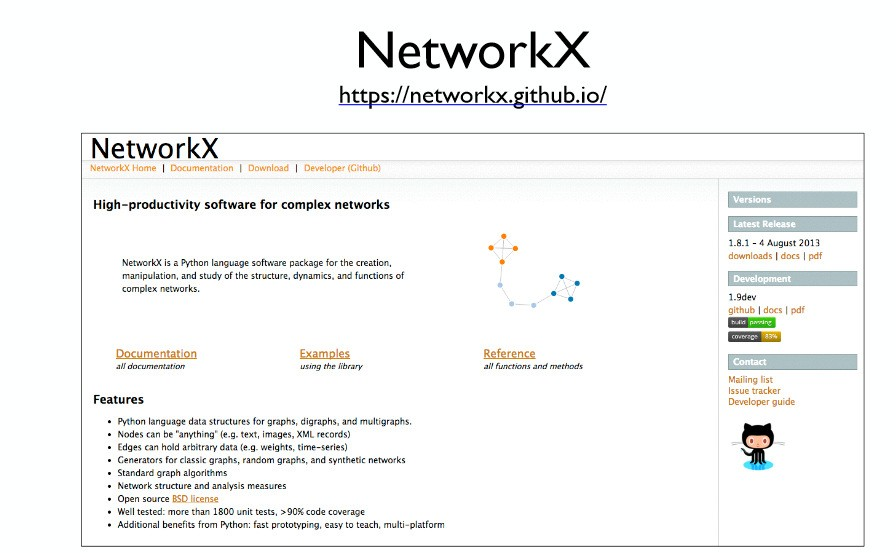 NetworkX
https://networkx.github.io/
NetworkX
NetworkX Home | Documentation | Download | Developer (Github)
High-productivity software for complex networks
NetworkX is a Python language software package for the creation,
manipulation, and study of the structure, dynamics, and functions of
complex networks.
Documentation
all documentation
Examples
using the library
Reference
all functions and methods
Features
• Python language data structures for graphs, digraphs, and multigraphs.
• Nodes can be "anything" (e.g. text, images, XML records)
• Edges can hold arbitrary data (e.g. weights, time-series)
• Generators for classic graphs, random graphs, and synthetic networks
• Standard graph algorithms
• Network structure and analysis measures
• Open source BSD license
• Well tested: more than 1800 unit tests, >90% code coverage
• Additional benefits from Python: fast prototyping, easy to teach, multi-platform
Versions
Latest Release
1.8.1 - 4 August 2013
downloads | docs | pdf
Development
1.9dev
github | docs | pdf
build passing
coverage 83%
Contact
Mailing list
Issue tracker
Developer guide